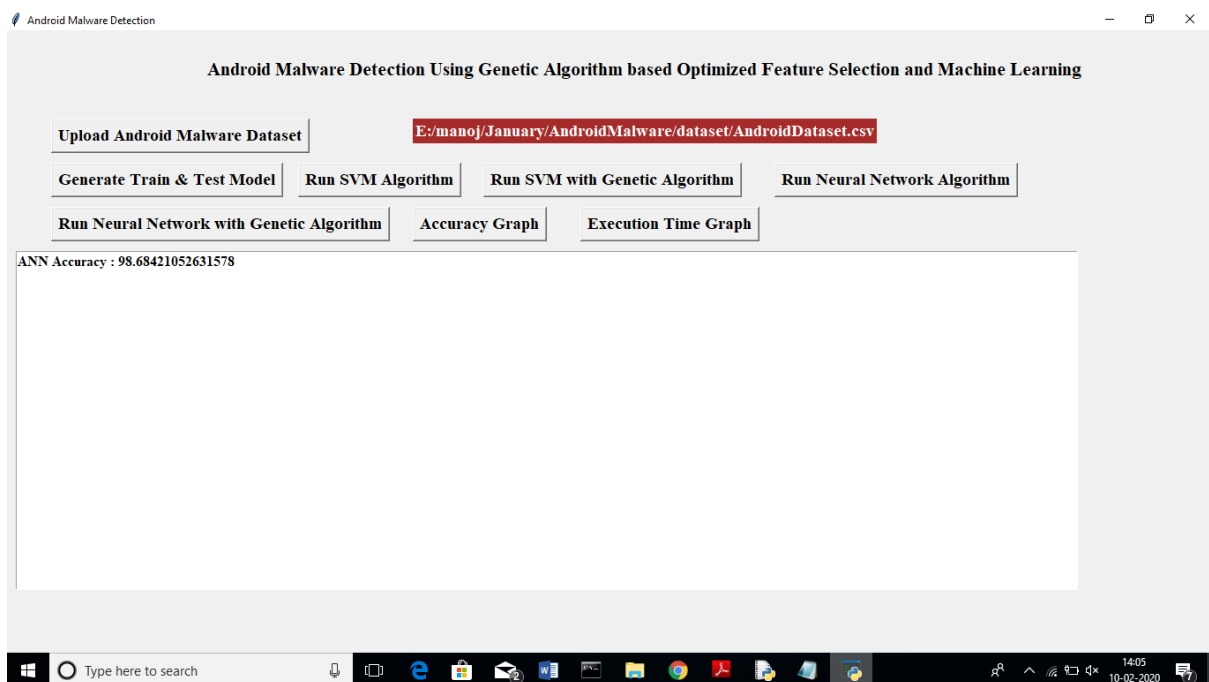 Android Malware Detection
Android Malware Detection Using Genetic Algorithm based Optimized Feature Selection and Machine Learning
Upload Android Malware Dataset
E:/manoj/January/AndroidMalware/dataset/AndroidDataset.csv
Generate Train & Test Model
Run SVM Algorithm
Run SVM with Genetic Algorithm
Run Neural Network Algorithm
Run Neural Network with Genetic Algorithm
Accuracy Graph
Execution Time Graph
ANN Accuracy : 98.68421052631578
Type here to search
2
14:05
10-02-2020
7